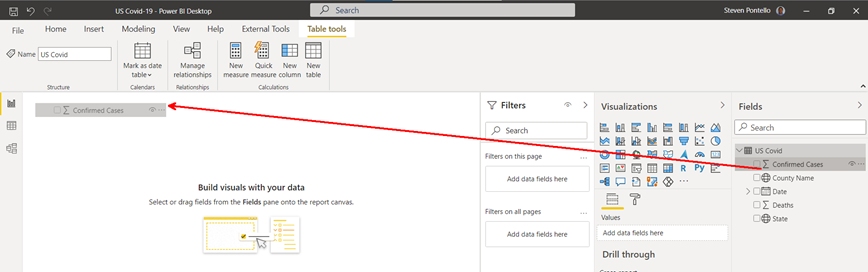 US Covid-19 - Power BI Desktop
Search
Steven Pontello
File
Home
Insert
Modeling
View
Help
External Tools
Table tools
Name
US Covid
Mark as date
table
Manage
relationships
New
measure
Quick
measure
New
column
New
table
Structure
Calendars
Relationships
Calculations
Confirmed Cases
Build visuals with your data
Select or drag fields from the Fields pane onto the report canvas.
Filters
Search
Filters on this page
Add data fields here
Filters on all pages
Add data fields here
Visualizations
R
Py
Values
Add data fields here
Drill through
Fields
Search
US Covid
Confirmed Cases
County Name
Date
Deaths
State